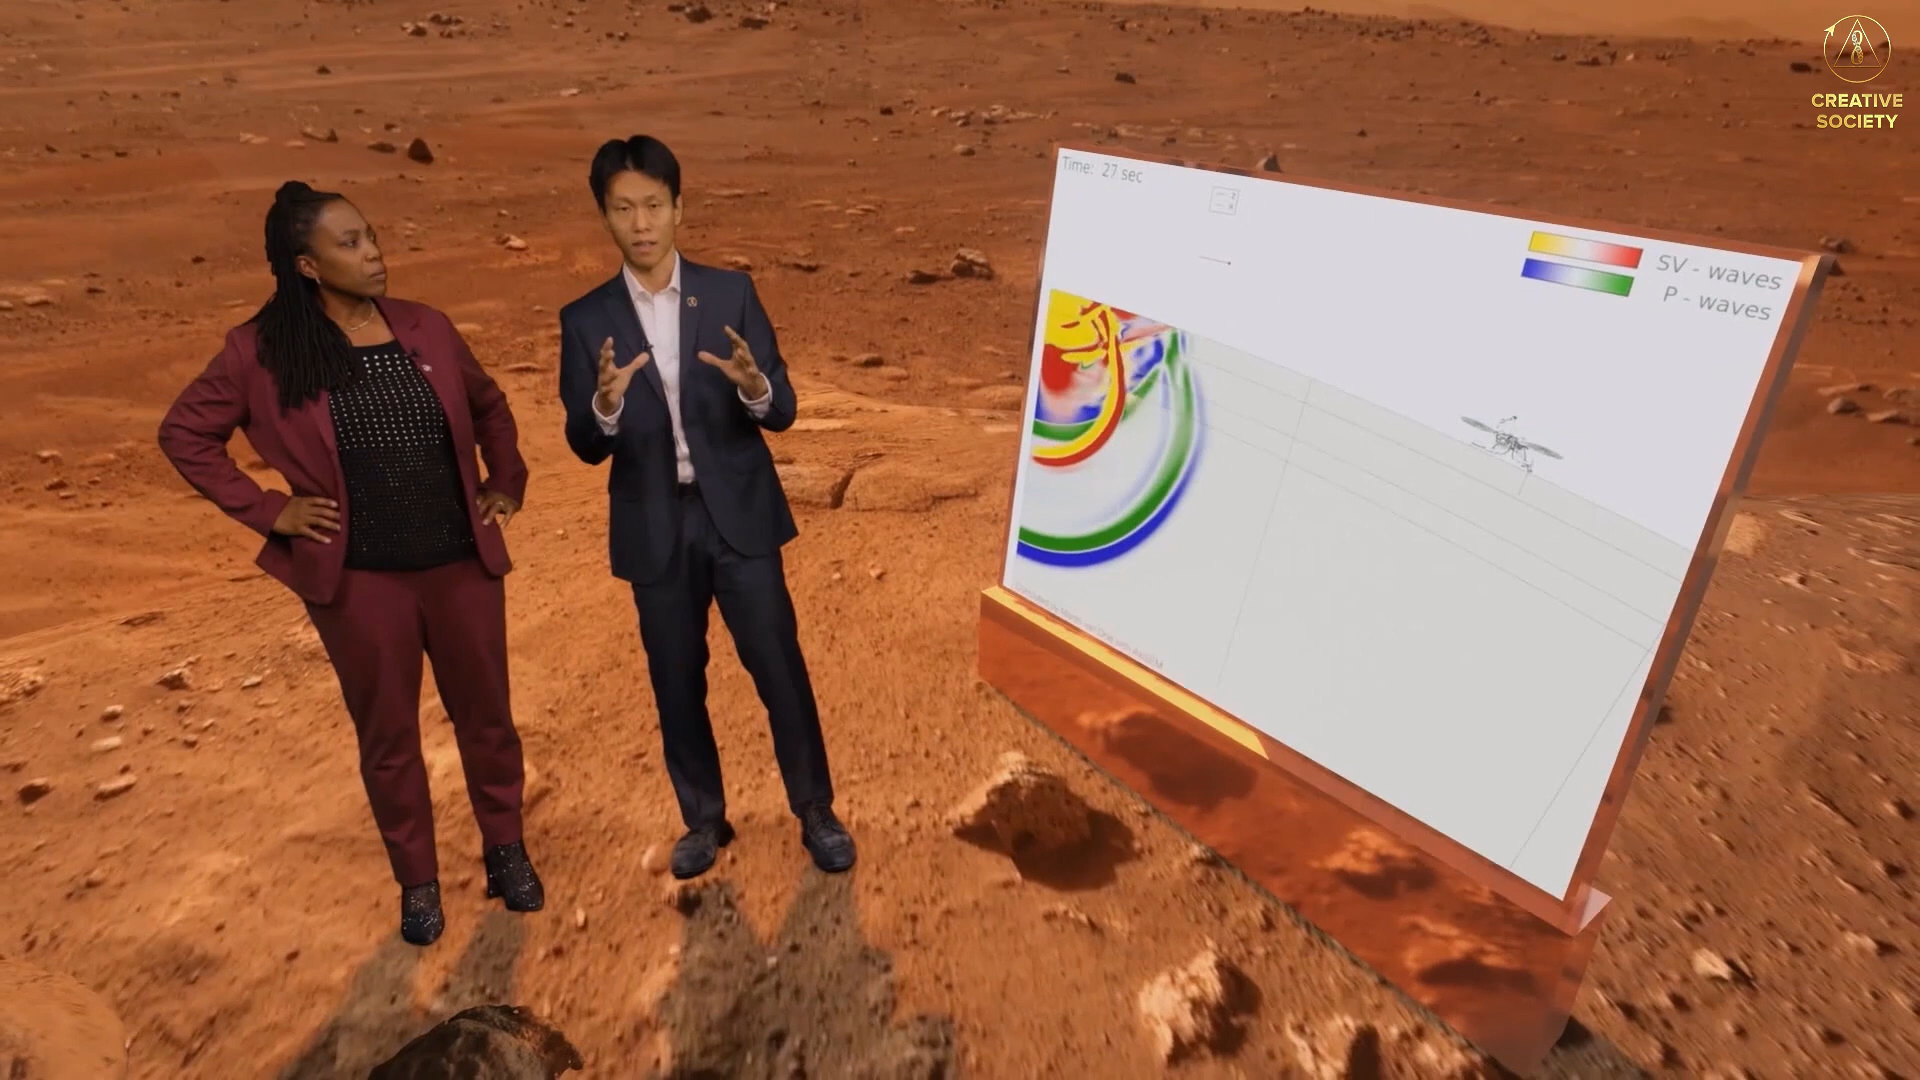 CREATIVE
SOCIETY
Time: 27 sec
SV - waves
P - waves